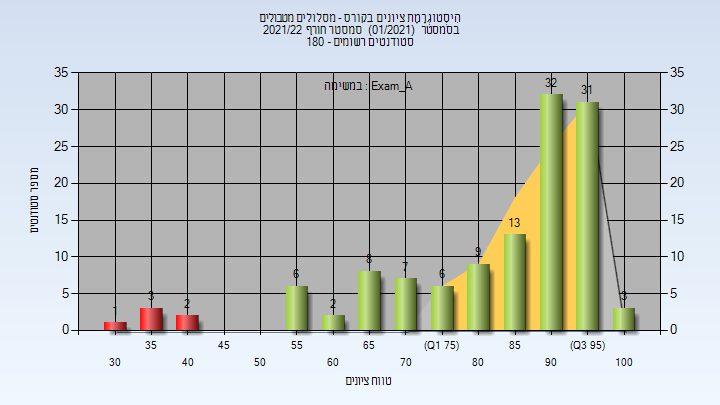 היסטוגרמת ציונים בקורס - מסלולים מטבולים
בסמסטר (01/2021) סמסטר חורף 2021/22
סטודנטים רשומים - 180
במשימה : Exam_A
מספר סטודנטים
35 30 25 20 15 10 5 0
35 30 25 20 15 10 5 0
1 3 2 6 2 8 7 6 9 13 32 31 3
35 45 55 65 (Q1 75) 85 (Q3 95)
30 40 50 60 70 80 90 100
טווח ציונים